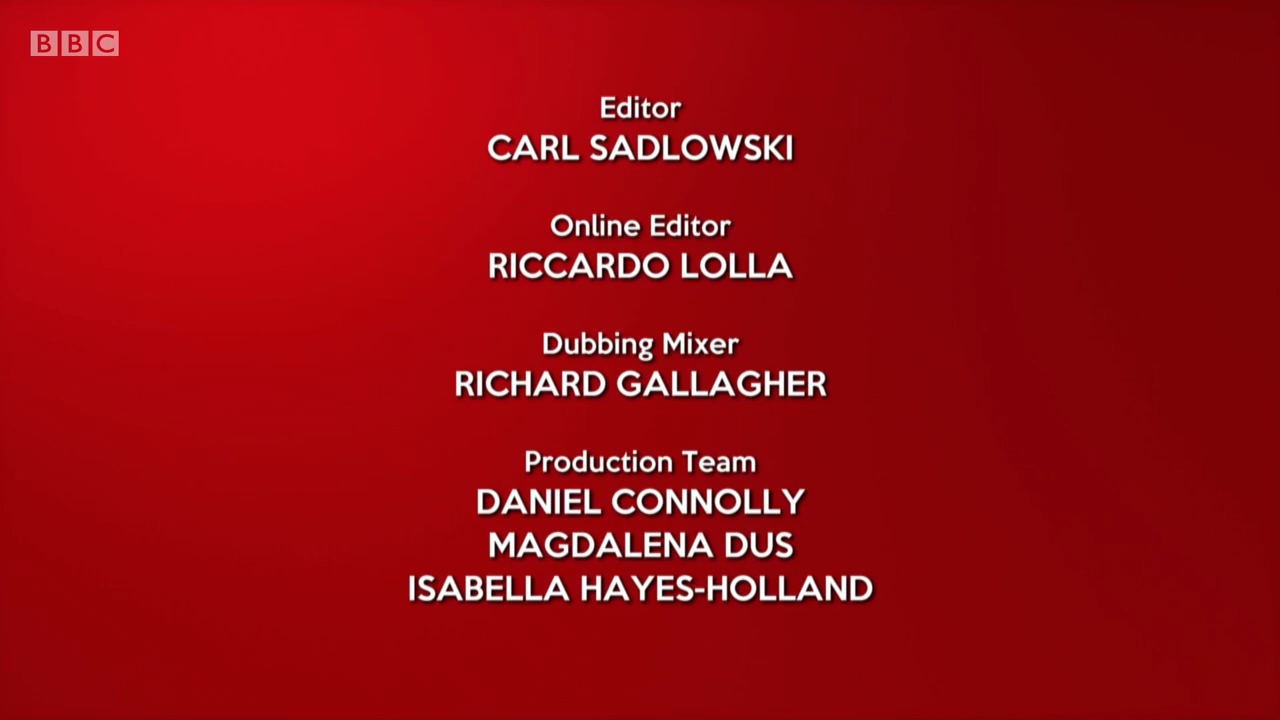 BBC
Editor
CARL SADLOWSKI
Online Editor
RICCARDO LOLLA
Dubbing Mixer
RICHARD GALLAGHER
Production Team
DANIEL CONNOLLY
MAGDALENA DUS
ISABELLA HAYES-HOLLAND